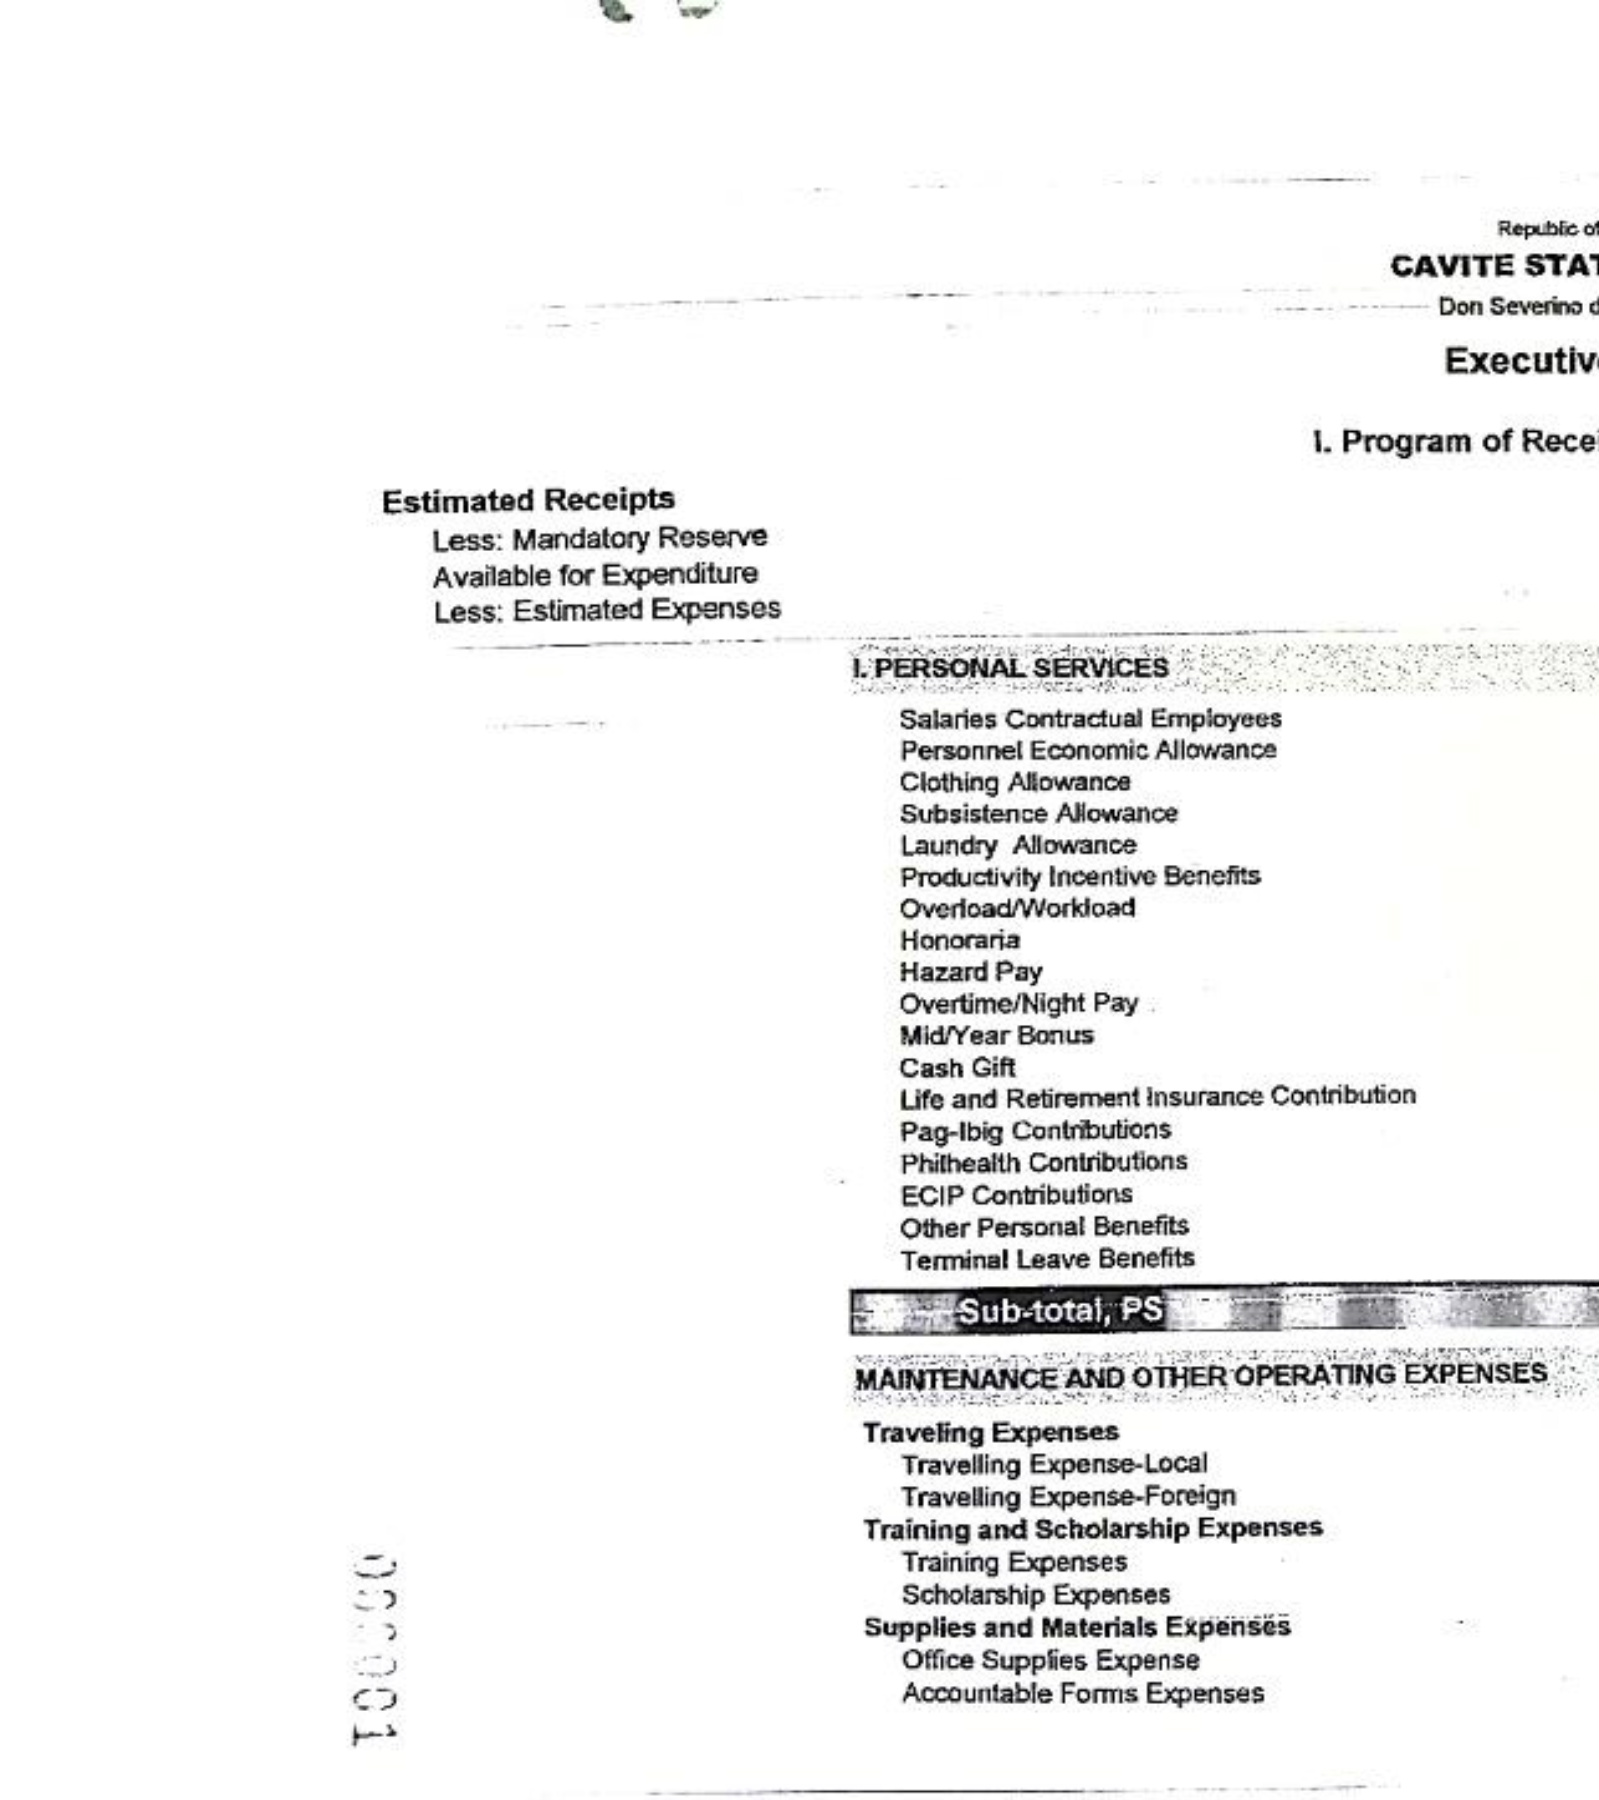 Republic of
CAVITE STAT
Don Severino d
Executive
I. Program of Recei
Estimated Receipts
Less: Mandatory Reserve
Available for Expenditure
Less: Estimated Expenses
I. PERSONAL SERVICES
Salaries Contractual Employees
Personnel Economic Allowance
Clothing Allowance
Subsistence Allowance
Laundry Allowance
Productivity Incentive Benefits
Overload/Workload
Honoraria
Hazard Pay
Overtime/Night Pay
Mid/Year Bonus
Cash Gift
Life and Retirement Insurance Contribution
Pag-Ibig Contributions
Philhealth Contributions
ECIP Contributions
Other Personal Benefits
Terminal Leave Benefits
Sub-total, PS
MAINTENANCE AND OTHER OPERATING EXPENSES
Traveling Expenses
Travelling Expense-Local
Travelling Expense-Foreign
Training and Scholarship Expenses
Training Expenses
Scholarship Expenses
Supplies and Materials Expenses
Office Supplies Expense
Accountable Forms Expenses